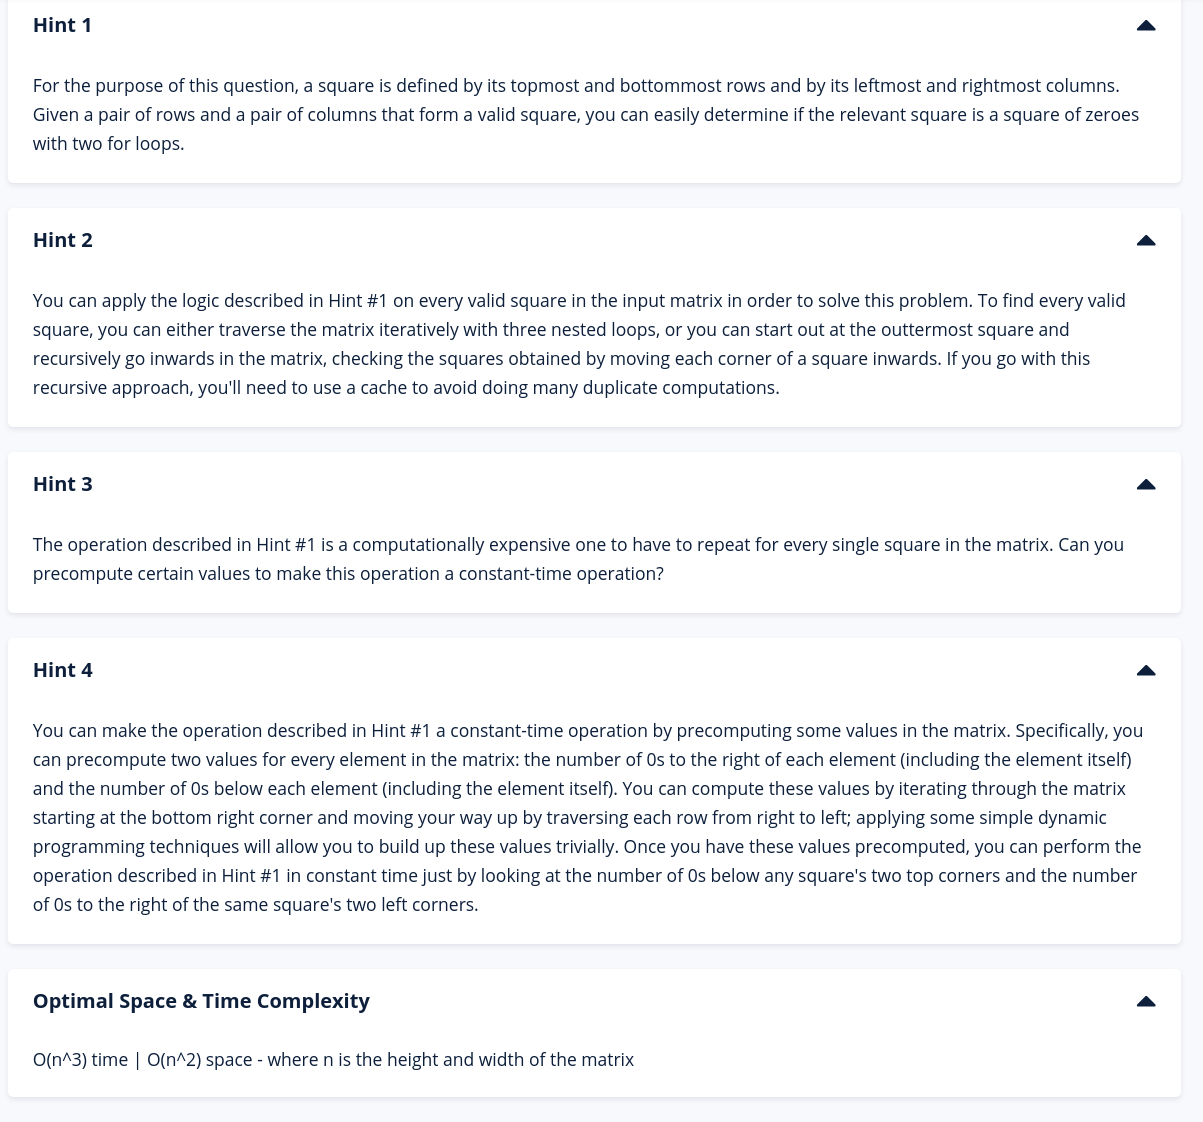 Hint 1
For the purpose of this question, a square is defined by its topmost and bottommost rows and by its leftmost and rightmost columns.
Given a pair of rows and a pair of columns that form a valid square, you can easily determine if the relevant square is a square of zeroes
with two for loops.
Hint 2
You can apply the logic described in Hint #1 on every valid square in the input matrix in order to solve this problem. To find every valid
square, you can either traverse the matrix iteratively with three nested loops, or you can start out at the outtermost square and
recursively go inwards in the matrix, checking the squares obtained by moving each corner of a square inwards. If you go with this
recursive approach, you'll need to use a cache to avoid doing many duplicate computations.
Hint 3
The operation described in Hint #1 is a computationally expensive one to have to repeat for every single square in the matrix. Can you
precompute certain values to make this operation a constant-time operation?
Hint 4
You can make the operation described in Hint #1 a constant-time operation by precomputing some values in the matrix. Specifically, you
can precompute two values for every element in the matrix: the number of 0s to the right of each element (including the element itself)
and the number of 0s below each element (including the element itself). You can compute these values by iterating through the matrix
starting at the bottom right corner and moving your way up by traversing each row from right to left; applying some simple dynamic
programming techniques will allow you to build up these values trivially. Once you have these values precomputed, you can perform the
operation described in Hint #1 in constant time just by looking at the number of 0s below any square's two top corners and the number
of 0s to the right of the same square's two left corners.
Optimal Space & Time Complexity
O(n^3) time | O(n^2) space - where n is the height and width of the matrix